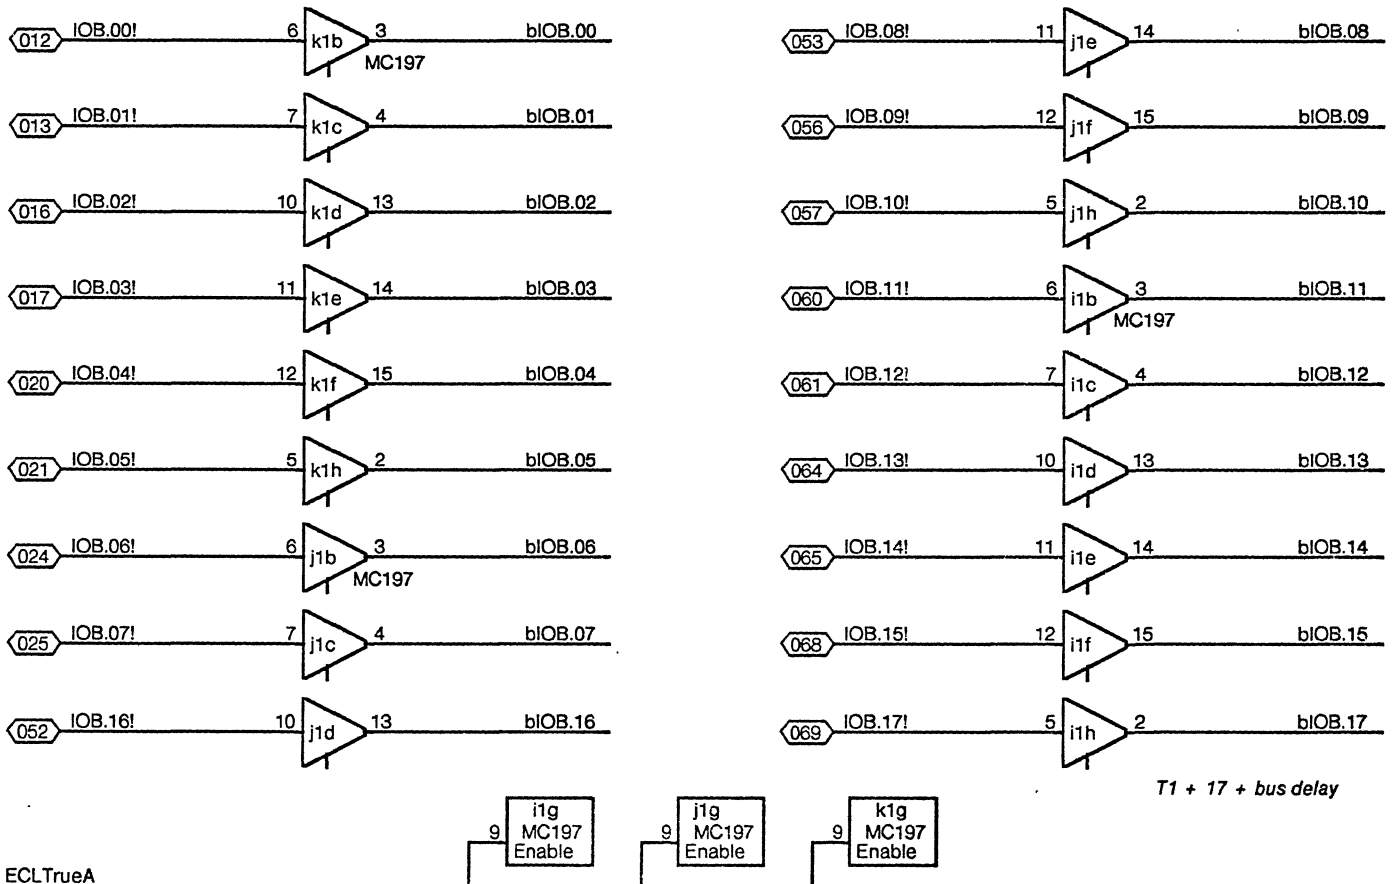 012 IOB.00! 6 k1b 3 bIOB.00
MC197
013 IOB.01! 7 k1c 4 bIOB.01
016 IOB.02! 10 k1d 13 bIOB.02
017 IOB.03! 11 k1e 14 bIOB.03
020 IOB.04! 12 k1f 15 bIOB.04
021 IOB.05! 5 k1h 2 bIOB.05
024 IOB.06! 6 j1b 3 bIOB.06
MC197
025 IOB.07! 7 j1c 4 bIOB.07
052 IOB.16! 10 j1d 13 bIOB.16
053 IOB.08! 11 j1e 14 bIOB.08
056 IOB.09! 12 j1f 15 bIOB.09
057 IOB.10! 5 j1h 2 bIOB.10
060 IOB.11! 6 i1b 3 bIOB.11
MC197
061 IOB.12! 7 i1c 4 bIOB.12
064 IOB.13! 10 i1d 13 bIOB.13
065 IOB.14! 11 i1e 14 bIOB.14
068 IOB.15! 12 i1f 15 bIOB.15
069 IOB.17! 5 i1h 2 bIOB.17
T1 + 17 + bus delay
i1g
9 MC197
Enable
j1g
9 MC197
Enable
k1g
9 MC197
Enable
ECLTrueA